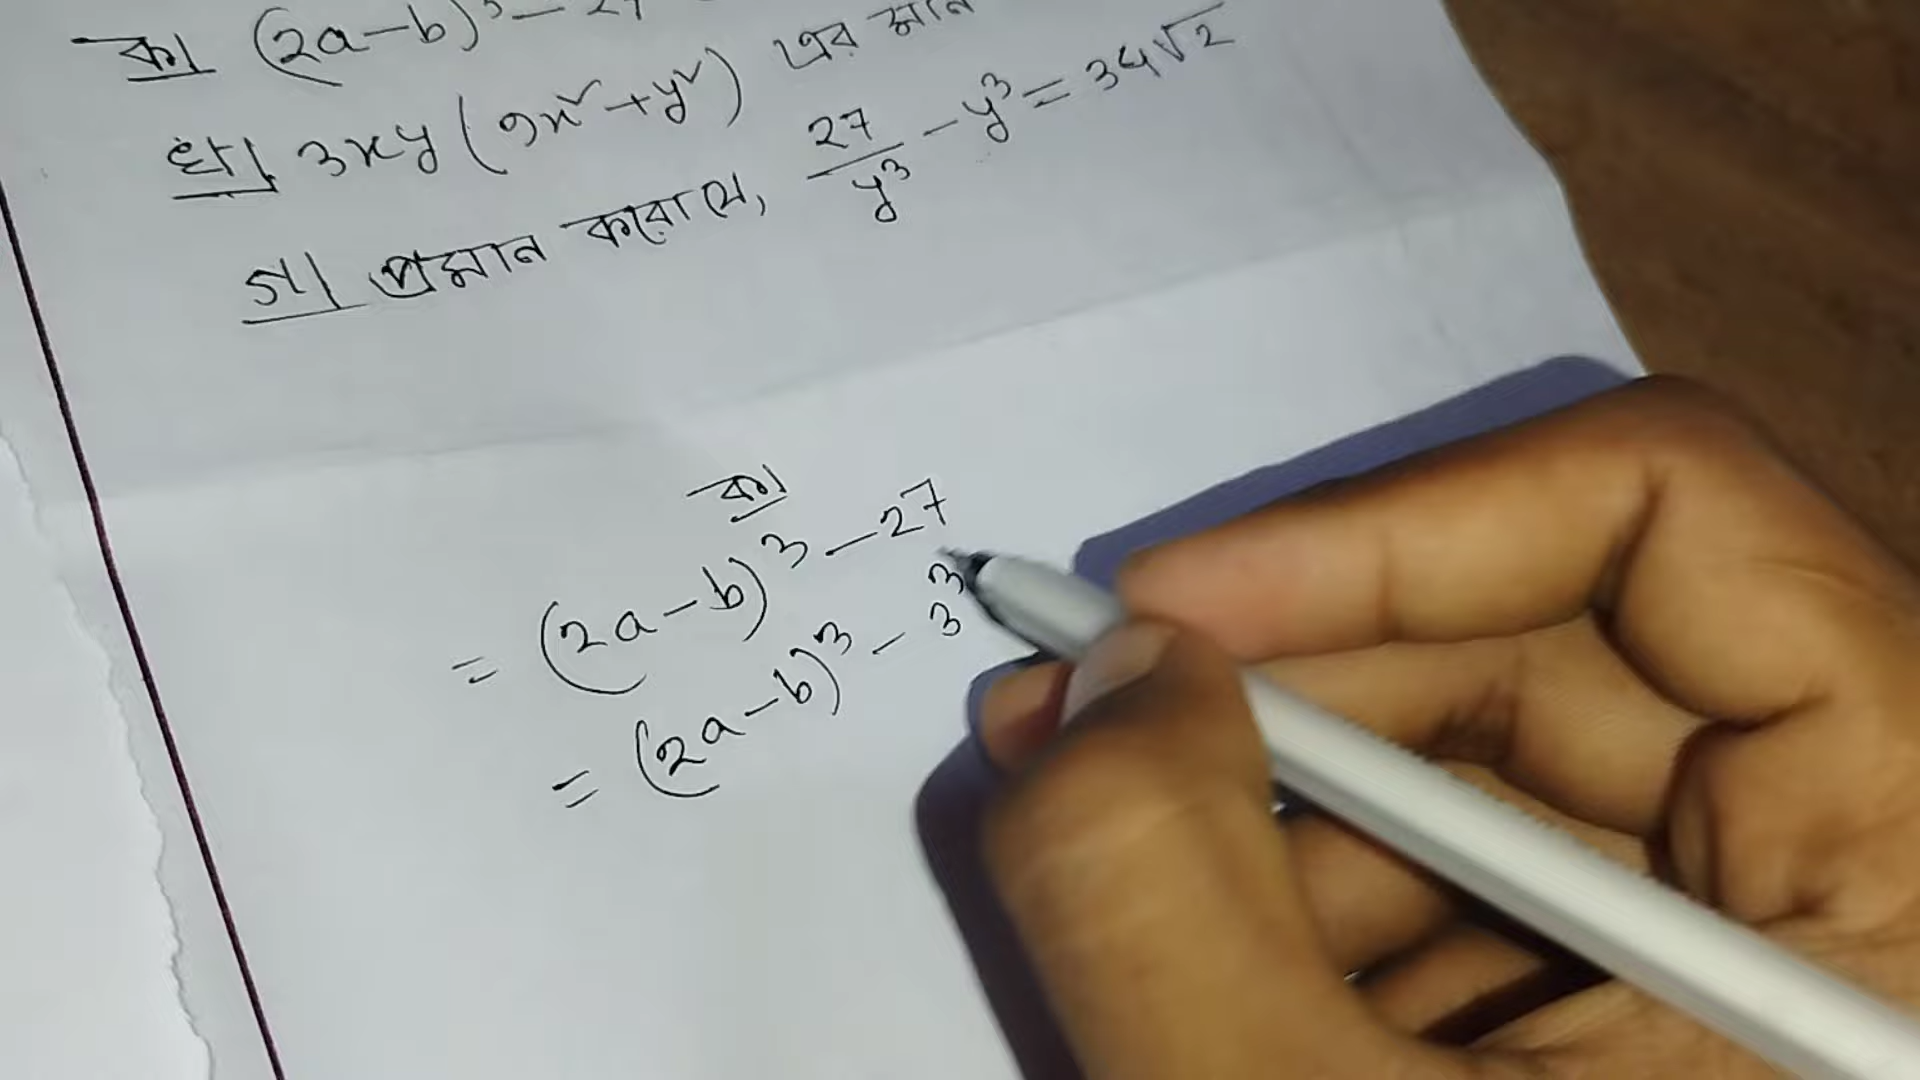 ক। (2a-b)³-27
খ। 3xy(9x²+y²) এর মান
গ। প্রমান করো যে, 27/y³ - y³ = 34√2
ক।
= (2a-b)³-27
= (2a-b)³-3³